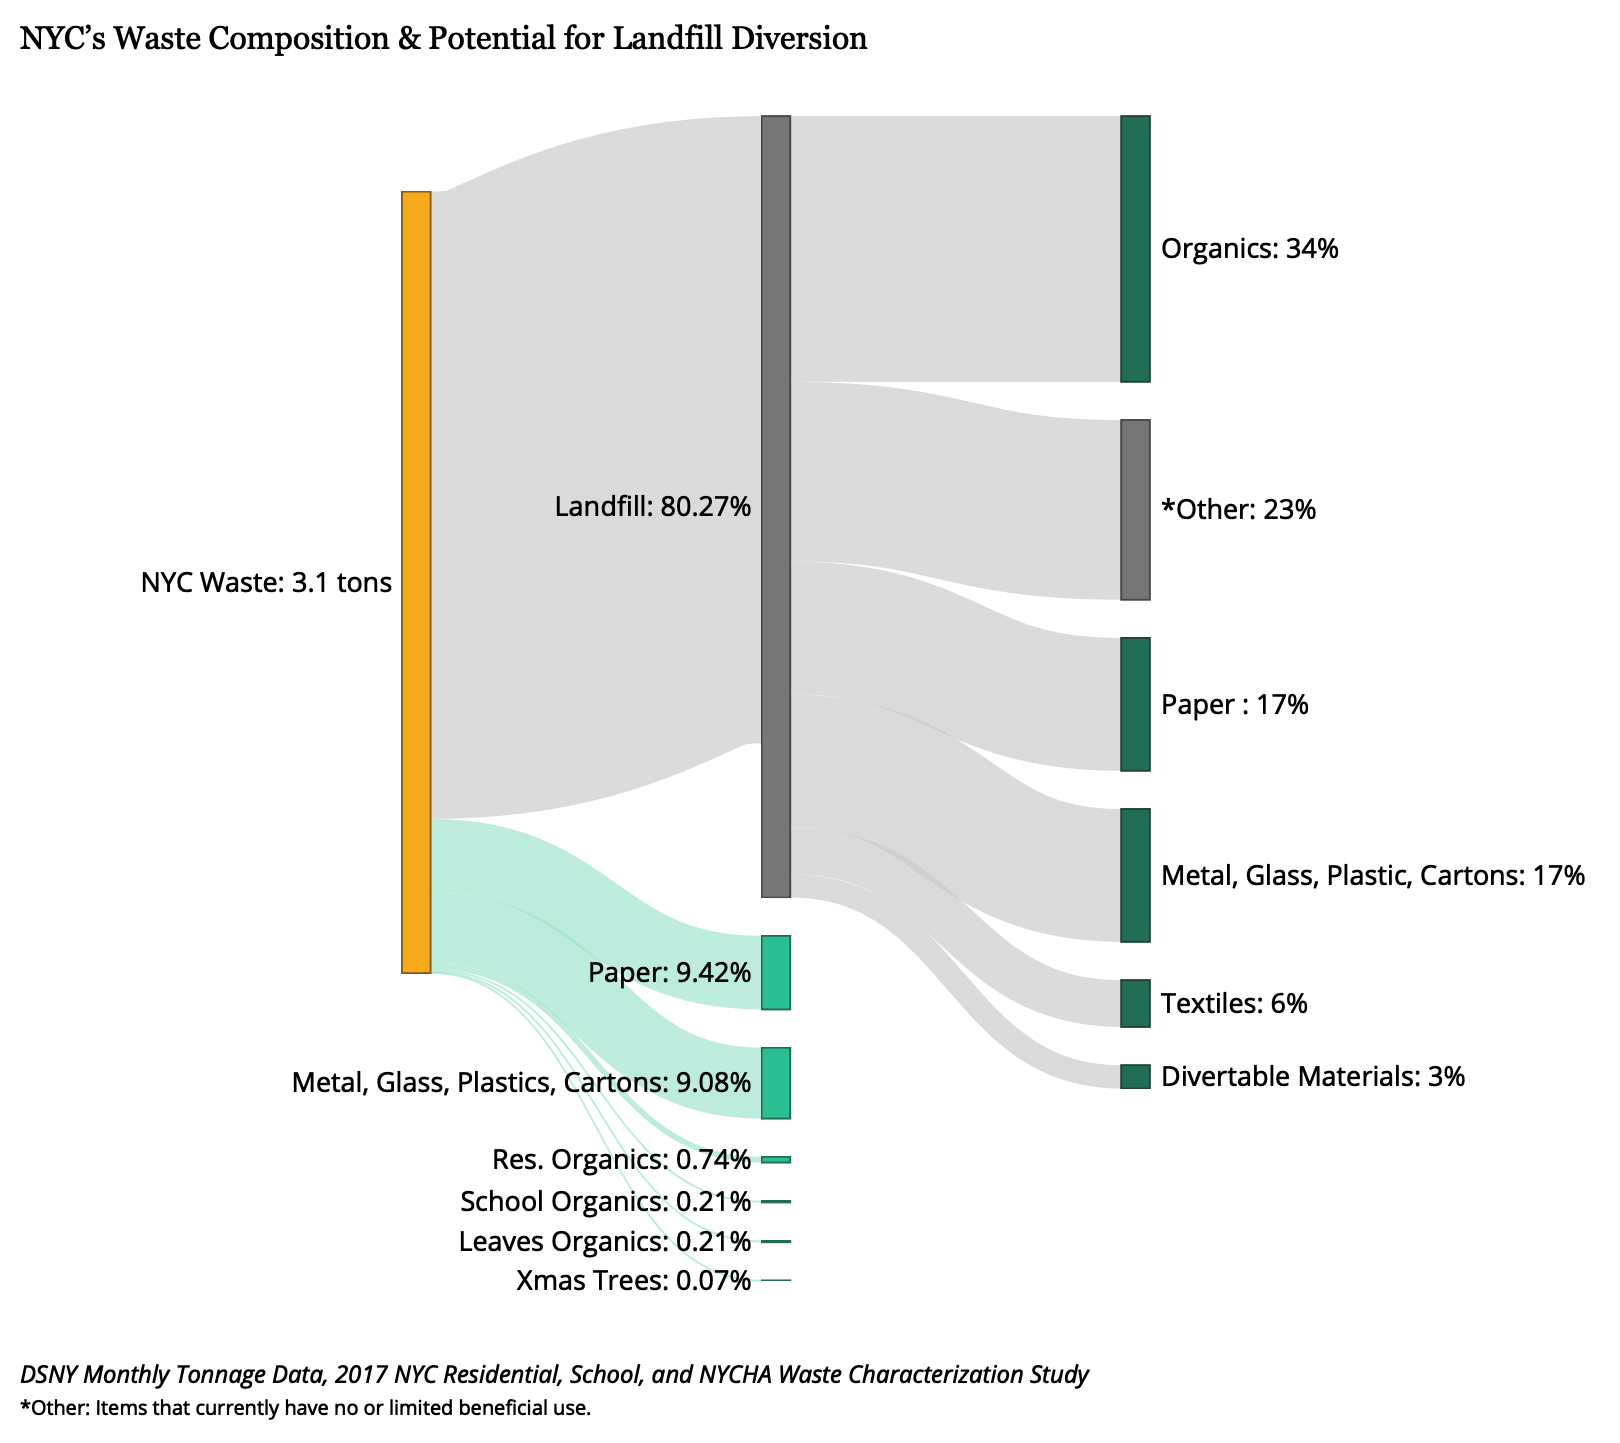 NYC’s Waste Composition & Potential for Landfill Diversion
Organics: 34%
Landfill: 80.27%
*Other: 23%
NYC Waste: 3.1 tons
Paper : 17%
Metal, Glass, Plastic, Cartons: 17%
Paper: 9.42%
Textiles: 6%
Metal, Glass, Plastics, Cartons: 9.08%
Divertable Materials: 3%
Res. Organics: 0.74%
School Organics: 0.21%
Leaves Organics: 0.21%
Xmas Trees: 0.07%
DSNY Monthly Tonnage Data, 2017 NYC Residential, School, and NYCHA Waste Characterization Study
*Other: Items that currently have no or limited beneficial use.